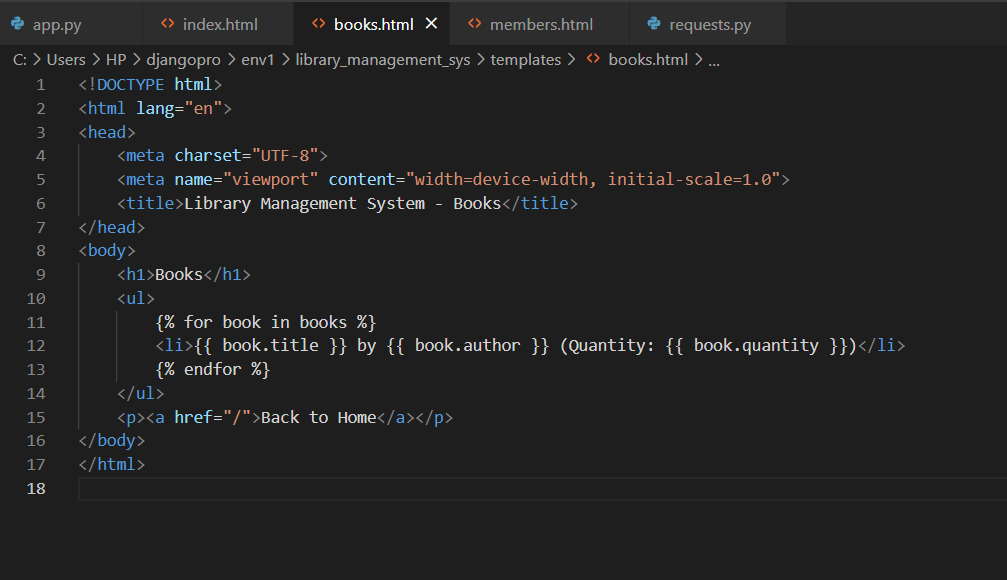 app.py index.html books.html members.html requests.py
C: > Users > HP > djangopro > env1 > library_management_sys > templates > books.html > ...
1 <!DOCTYPE html>
2 <html lang="en">
3 <head>
4     <meta charset="UTF-8">
5     <meta name="viewport" content="width=device-width, initial-scale=1.0">
6     <title>Library Management System - Books</title>
7 </head>
8 <body>
9     <h1>Books</h1>
10     <ul>
11         {% for book in books %}
12         <li>{{ book.title }} by {{ book.author }} (Quantity: {{ book.quantity }})</li>
13         {% endfor %}
14     </ul>
15     <p><a href="/">Back to Home</a></p>
16 </body>
17 </html>
18